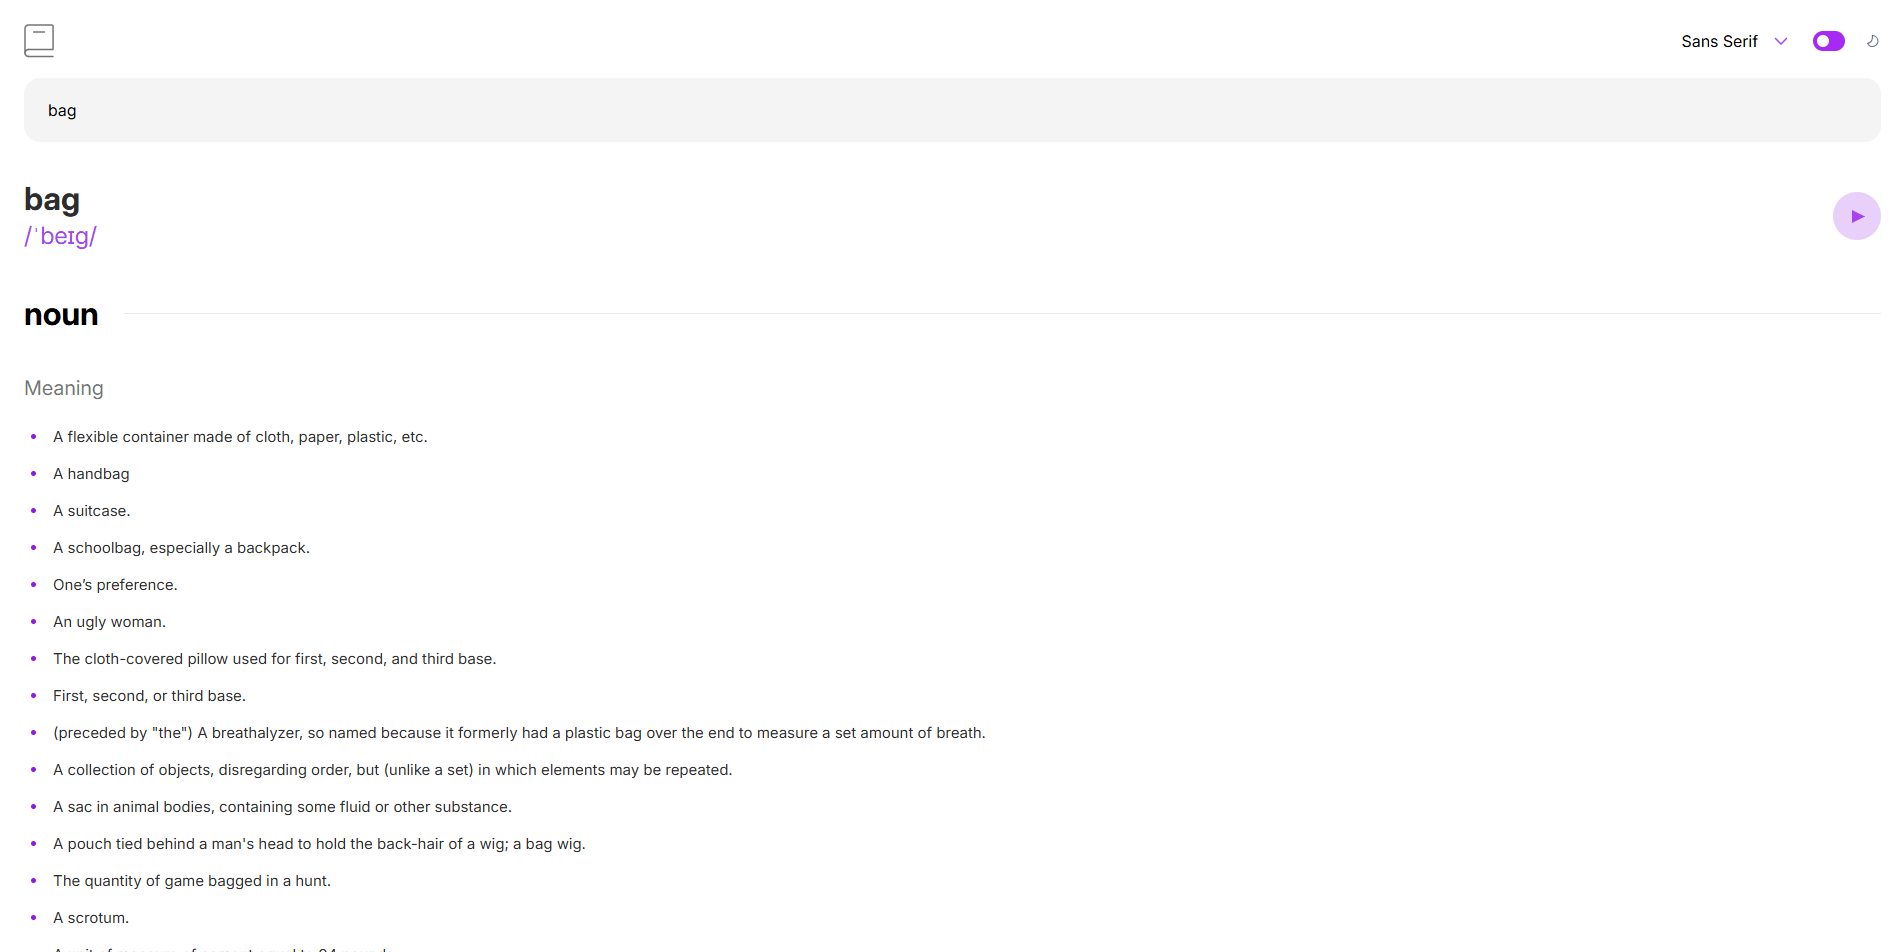 Sans Serif
bag
bag
/ˈbeɪɡ/
noun
Meaning
A flexible container made of cloth, paper, plastic, etc.
A handbag
A suitcase.
A schoolbag, especially a backpack.
One’s preference.
An ugly woman.
The cloth-covered pillow used for first, second, and third base.
First, second, or third base.
(preceded by "the") A breathalyzer, so named because it formerly had a plastic bag over the end to measure a set amount of breath.
A collection of objects, disregarding order, but (unlike a set) in which elements may be repeated.
A sac in animal bodies, containing some fluid or other substance.
A pouch tied behind a man's head to hold the back-hair of a wig; a bag wig.
The quantity of game bagged in a hunt.
A scrotum.